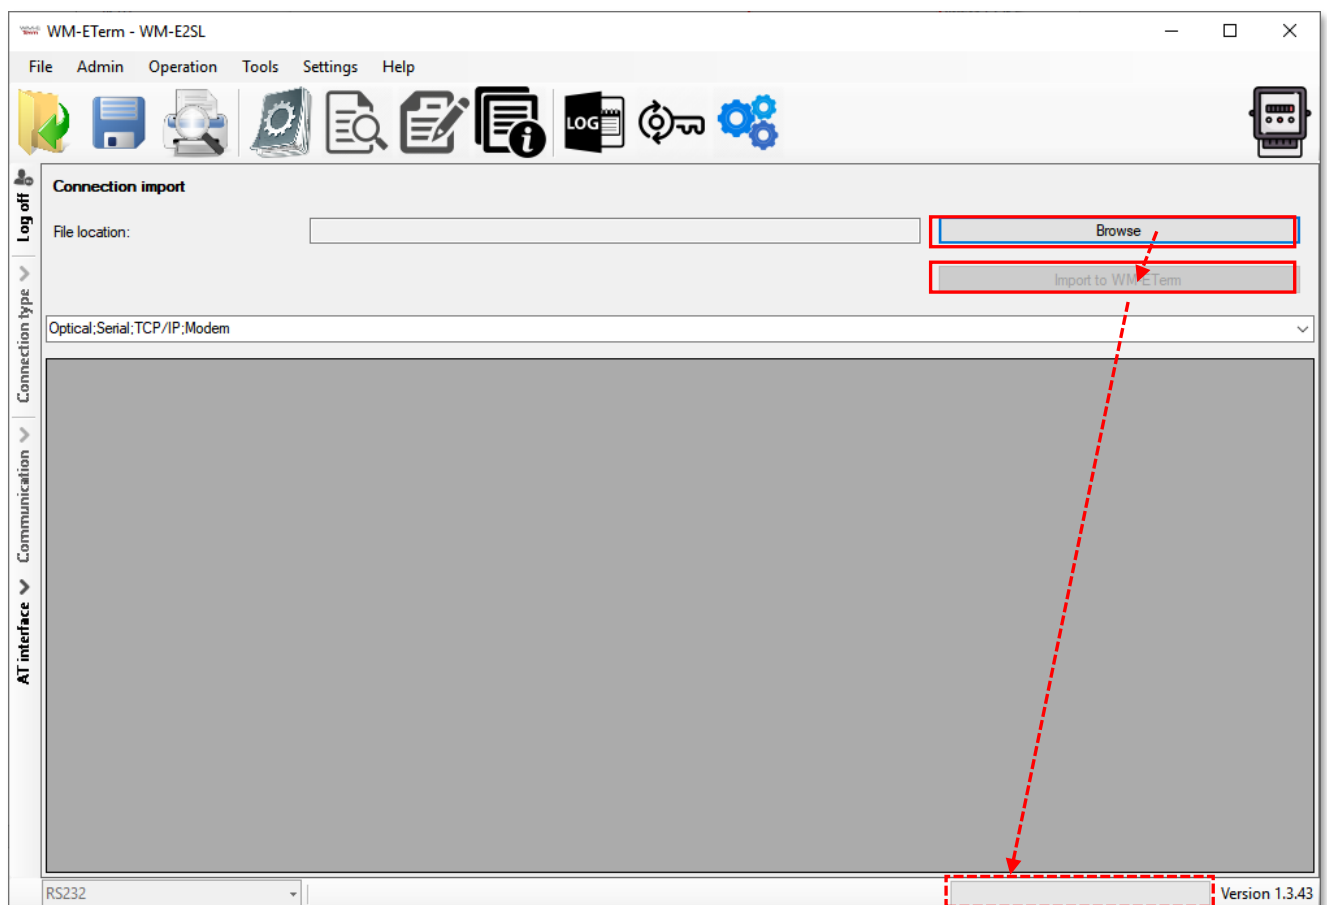 WM-ETerm - WM-E2SL
File Admin Operation Tools Settings Help
LOG
Log off
Connection type
Communication
AT interface
Connection import
File location:
Browse
Import to WM-ETerm
Optical;Serial;TCP/IP;Modem
RS232
Version 1.3.43